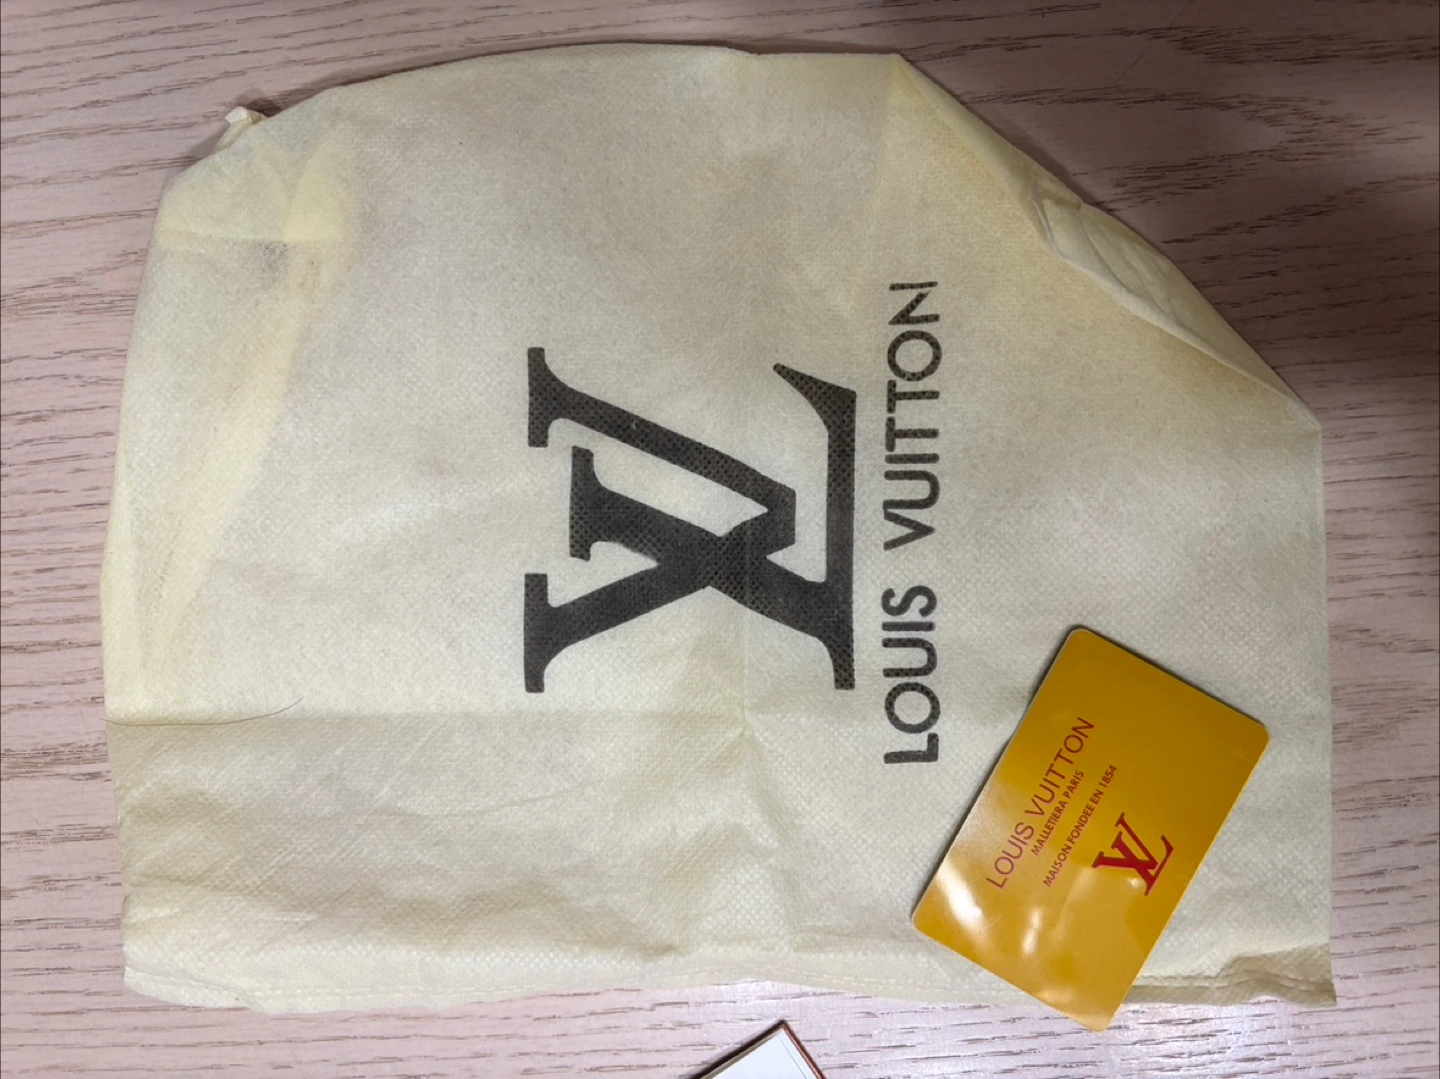 LV
LOUIS VUITTON
LOUIS VUITTON
MALLETIERA PARIS
MAISON FONDEE EN 1854
LV